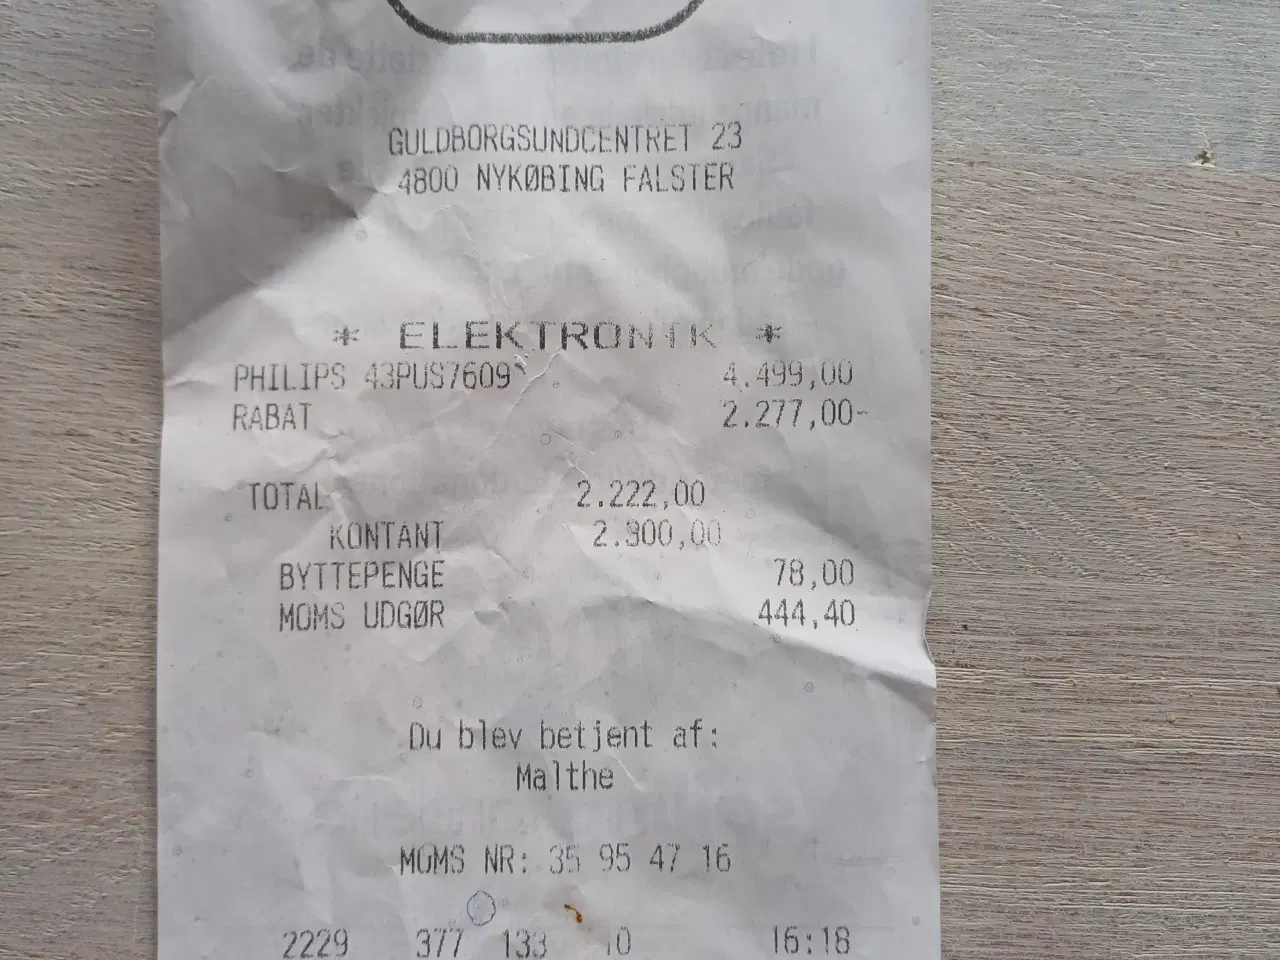 GULDBORGSUNDCENTRET 23
4800 NYKØBING FALSTER
* ELEKTRONIK *
PHILIPS 43PUS7609 4.499,00
RABAT 2.277,00-
TOTAL 2.222,00
KONTANT 2.300,00
BYTTEPENGE 78,00
MOMS UDGØR 444,40
Du blev betjent af:
Malthe
MOMS NR: 35 95 47 16
2229 377 133 10 16:18